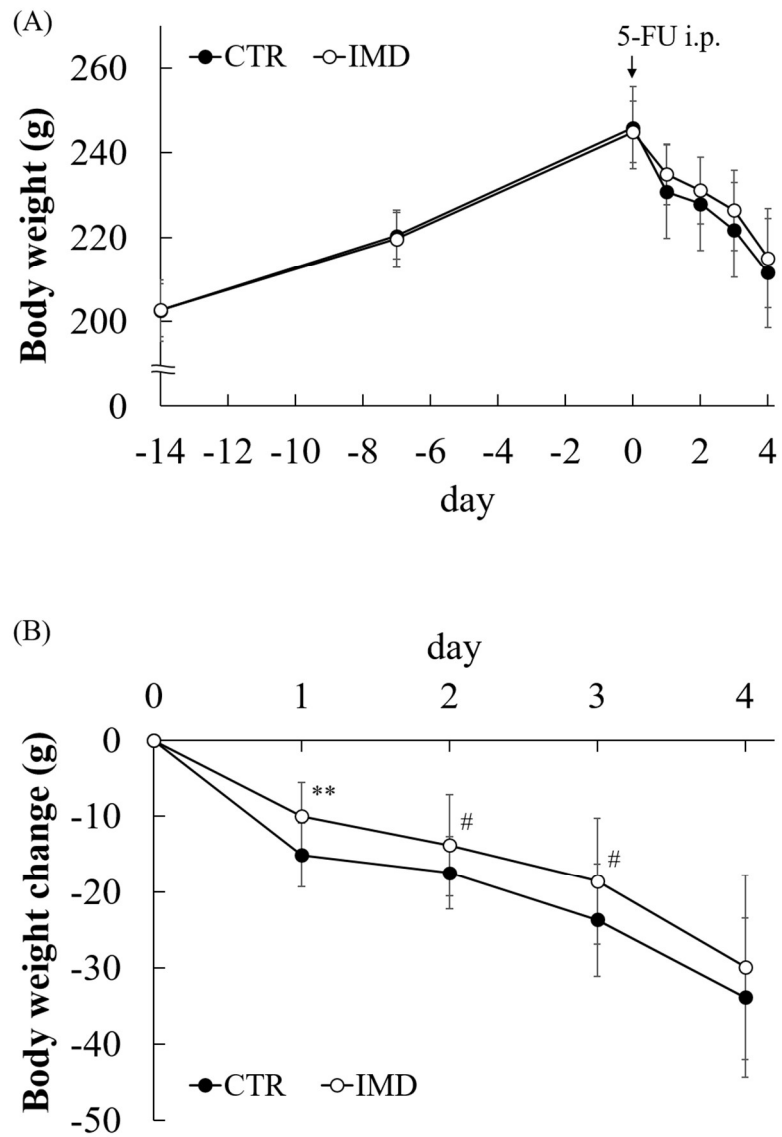 (A)
5-FU i.p.
CTR IMD
Body weight (g)
260
240
220
200
0
-14 -12 -10 -8 -6 -4 -2 0 2 4
day
(B)
day
0 1 2 3 4
Body weight change (g)
0
-10
-20
-30
-40
-50
**
#
#
CTR IMD